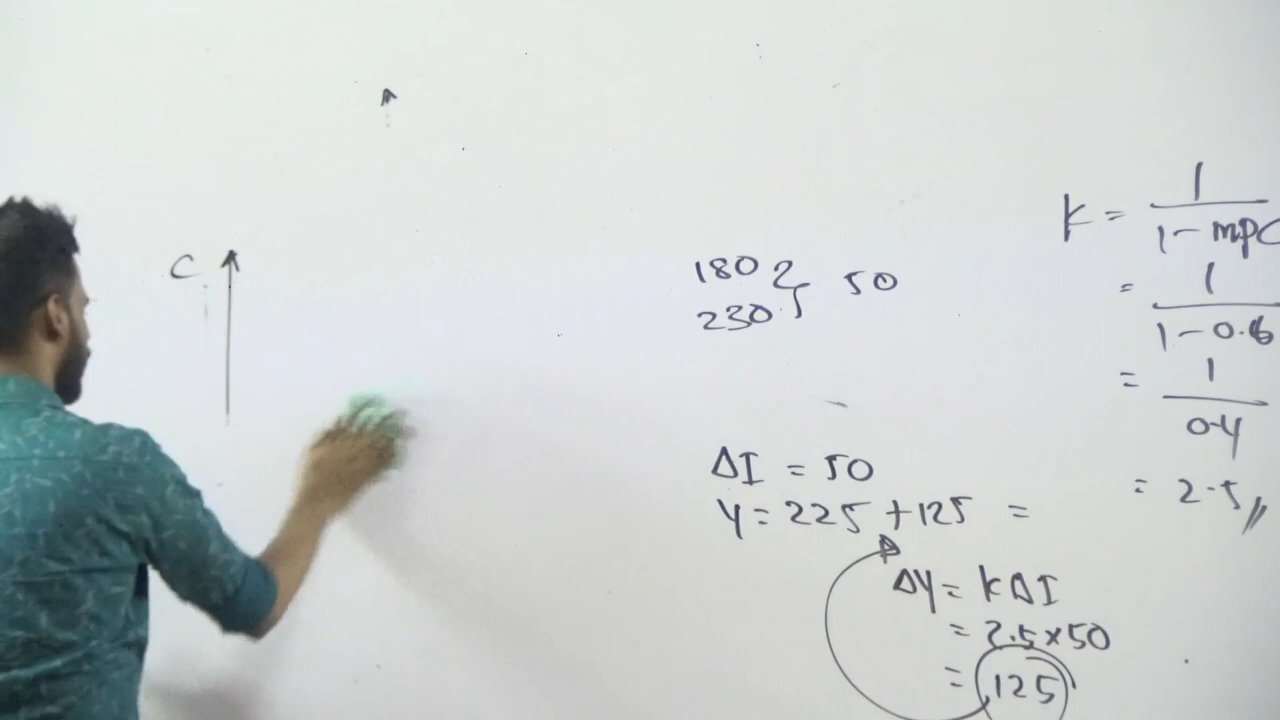 C
180
230 } 50
ΔI = 50
Y = 225 + 125 =
ΔY = KΔI
= 2.5 × 50
= 125
K = 1 / 1 - mpC
= 1 / 1 - 0.6
= 1 / 0.4
= 2.5